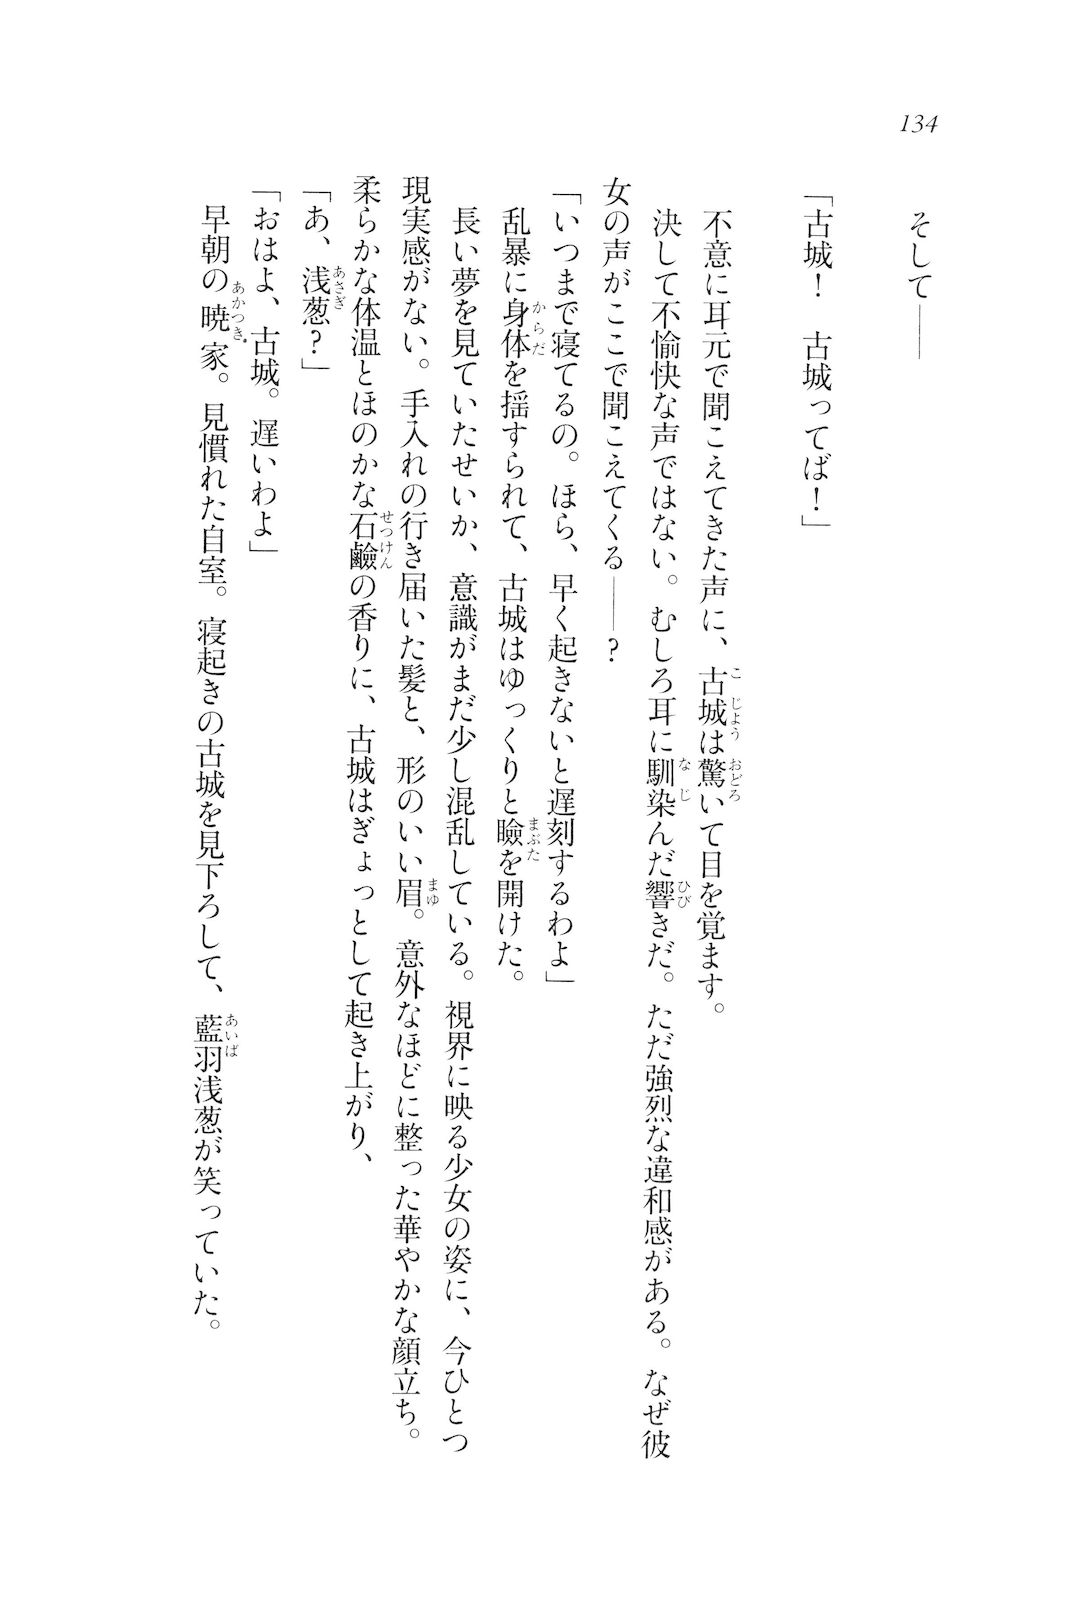 134
そして――
「古城！　古城ってば！」
不意に耳元で聞こえてきた声に、古城は驚いて目を覚ます。
決して不愉快な声ではない。むしろ耳に馴染んだ響きだ。ただ強烈な違和感がある。なぜ彼
女の声がここで聞こえてくる――？
「いつまで寝てるの。ほら、早く起きないと遅刻するわよ」
乱暴に身体を揺すられて、古城はゆっくりと瞼を開けた。
長い夢を見ていたせいか、意識がまだ少し混乱している。視界に映る少女の姿に、今ひとつ
現実感がない。手入れの行き届いた髪と、形のいい眉。意外なほどに整った華やかな顔立ち。
柔らかな体温とほのかな石鹼の香りに、古城はぎょっとして起き上がり、
「あ、浅葱？」
「おはよ、古城。遅いわよ」
早朝の暁家。見慣れた自室。寝起きの古城を見下ろして、藍羽浅葱が笑っていた。